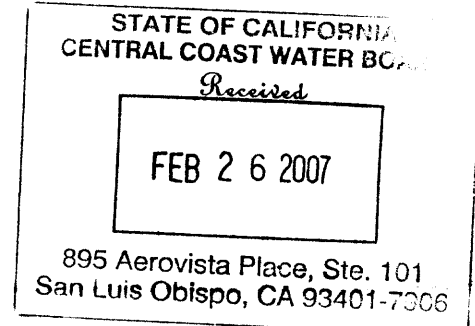 STATE OF CALIFORNIA
CENTRAL COAST WATER
Received
FEB 2 6 2007
895 Aerovista Place, Ste. 101
San Luis Obispo, CA 93401-7906